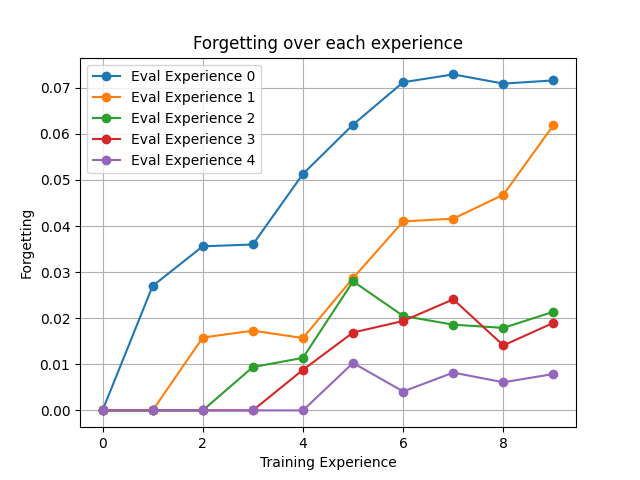 Forgetting over each experience
Eval Experience 0
Eval Experience 1
Eval Experience 2
Eval Experience 3
Eval Experience 4
Forgetting
0.07
0.06
0.05
0.04
0.03
0.02
0.01
0.00
0 2 4 6 8
Training Experience